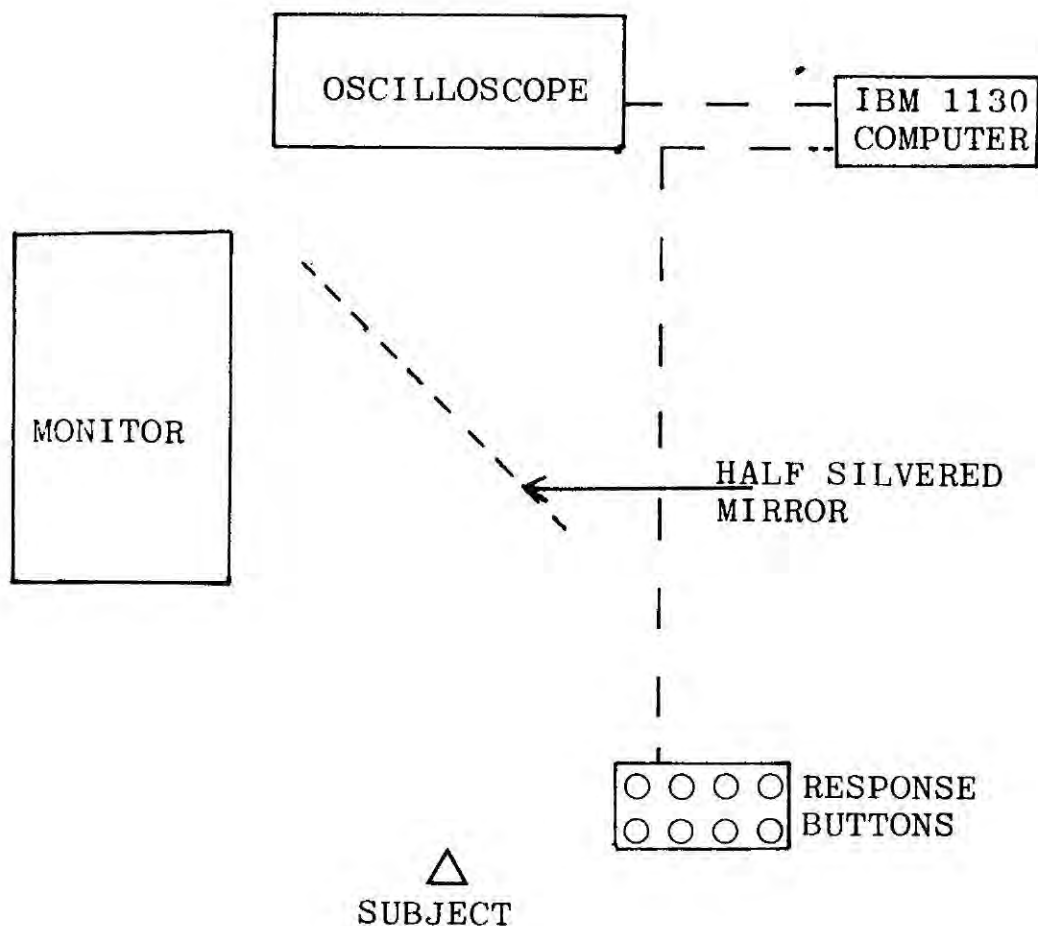 OSCILLOSCOPE
IBM 1130
COMPUTER
MONITOR
HALF SILVERED
MIRROR
RESPONSE
BUTTONS
SUBJECT